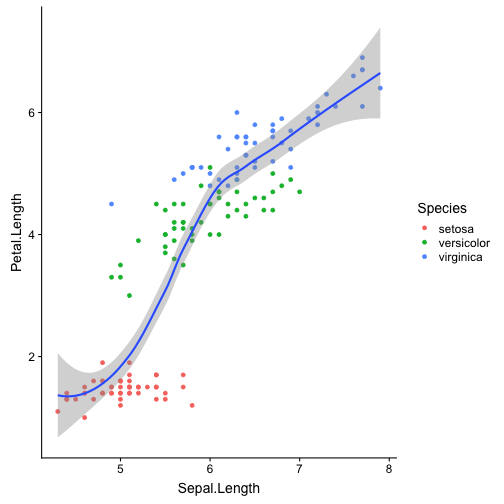 6
4
2
Petal.Length
5
6
7
8
Sepal.Length
Species
setosa
versicolor
virginica